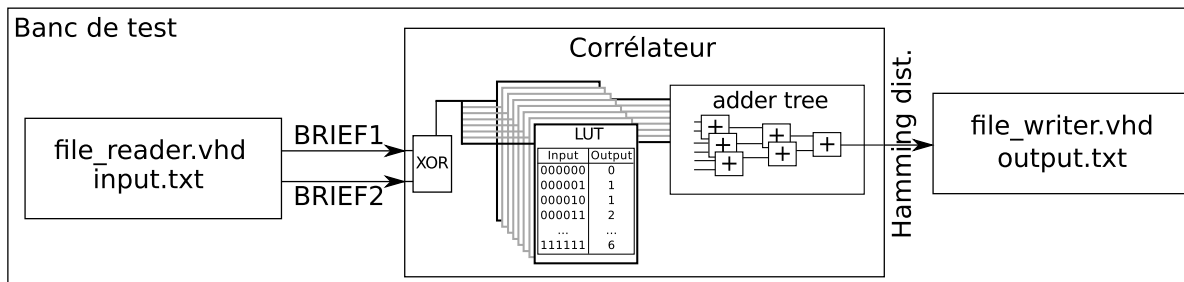 Banc de test
Corrélateur
file_reader.vhd
input.txt
BRIEF1
BRIEF2
XOR
LUT
Input Output
000000 0
000001 1
000010 1
000011 2
... ...
111111 6
adder tree
+
+
+
+
+
+
Hamming dist.
file_writer.vhd
output.txt